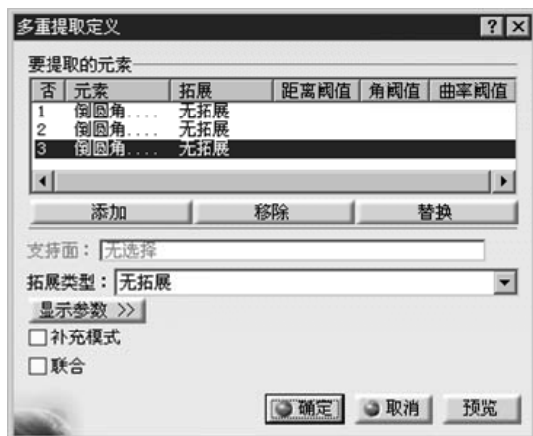 多重提取定义 ? ×
要提取的元素
否 元素 拓展 距离阈值 角阈值 曲率阈值
1 倒圆角.... 无拓展
2 倒圆角.... 无拓展
3 倒圆角.... 无拓展
添加 移除 替换
支持面： 无选择
拓展类型： 无拓展
显示参数 >>
补充模式
联合
确定 取消 预览